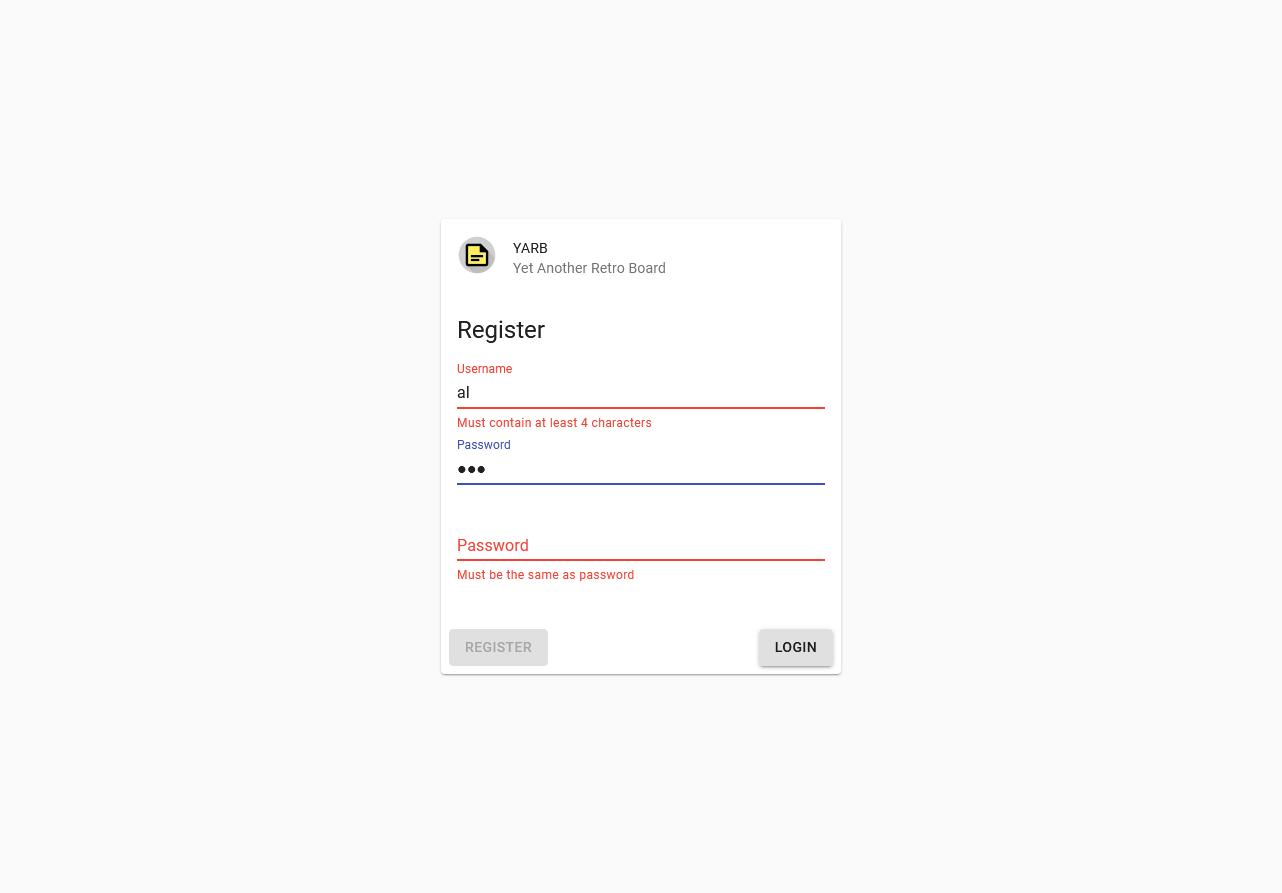 YARB
Yet Another Retro Board
Register
Username
al
Must contain at least 4 characters
Password
•••
Password
Must be the same as password
REGISTER
LOGIN